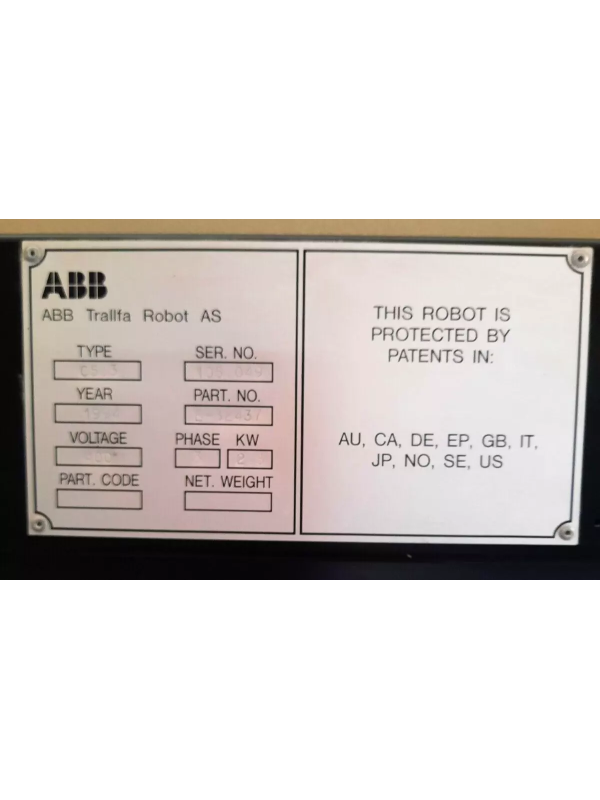 ABB
ABB Trallfa Robot AS
TYPE SER. NO.
YEAR PART. NO.
1994
VOLTAGE PHASE KW
PART. CODE NET. WEIGHT
THIS ROBOT IS
PROTECTED BY
PATENTS IN:
AU, CA, DE, EP, GB, IT,
JP, NO, SE, US